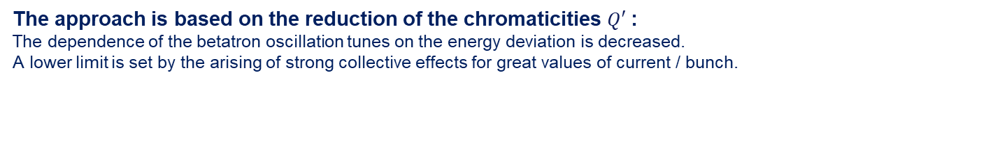 The approach is based on the reduction of the chromaticities Q′ :
The dependence of the betatron oscillation tunes on the energy deviation is decreased.
A lower limit is set by the arising of strong collective effects for great values of current / bunch.